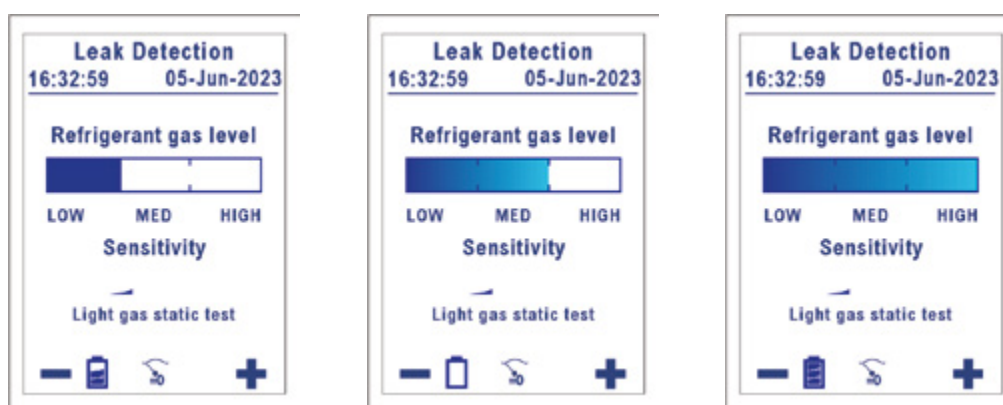 Leak Detection
16:32:59 05-Jun-2023
Refrigerant gas level
LOW MED HIGH
Sensitivity
Light gas static test
Leak Detection
16:32:59 05-Jun-2023
Refrigerant gas level
LOW MED HIGH
Sensitivity
Light gas static test
Leak Detection
16:32:59 05-Jun-2023
Refrigerant gas level
LOW MED HIGH
Sensitivity
Light gas static test